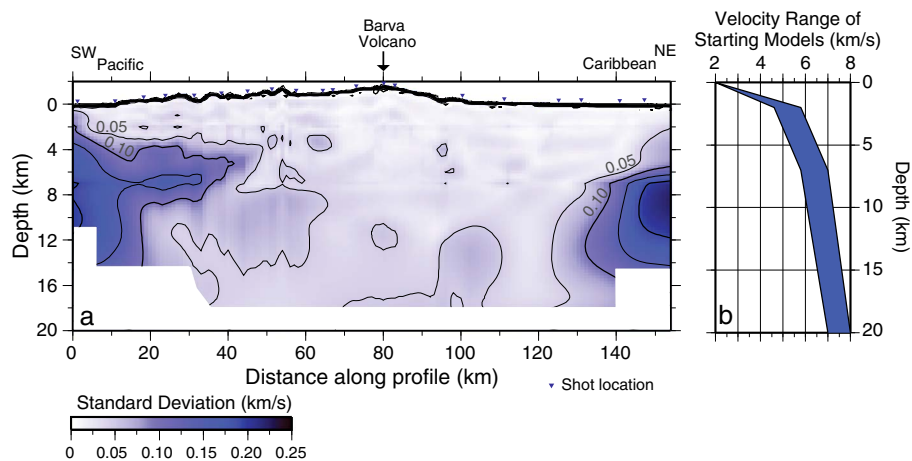 Barva
Volcano
SW
Pacific
NE
Caribbean
Depth (km)
0
4
8
12
16
20
0.05
0.10
0.05
0.10
a
0 20 40 60 80 100 120 140
Distance along profile (km)
Shot location
Standard Deviation (km/s)
0 0.05 0.10 0.15 0.20 0.25
Velocity Range of
Starting Models (km/s)
2 4 6 8
0
5
10
15
20
Depth (km)
b